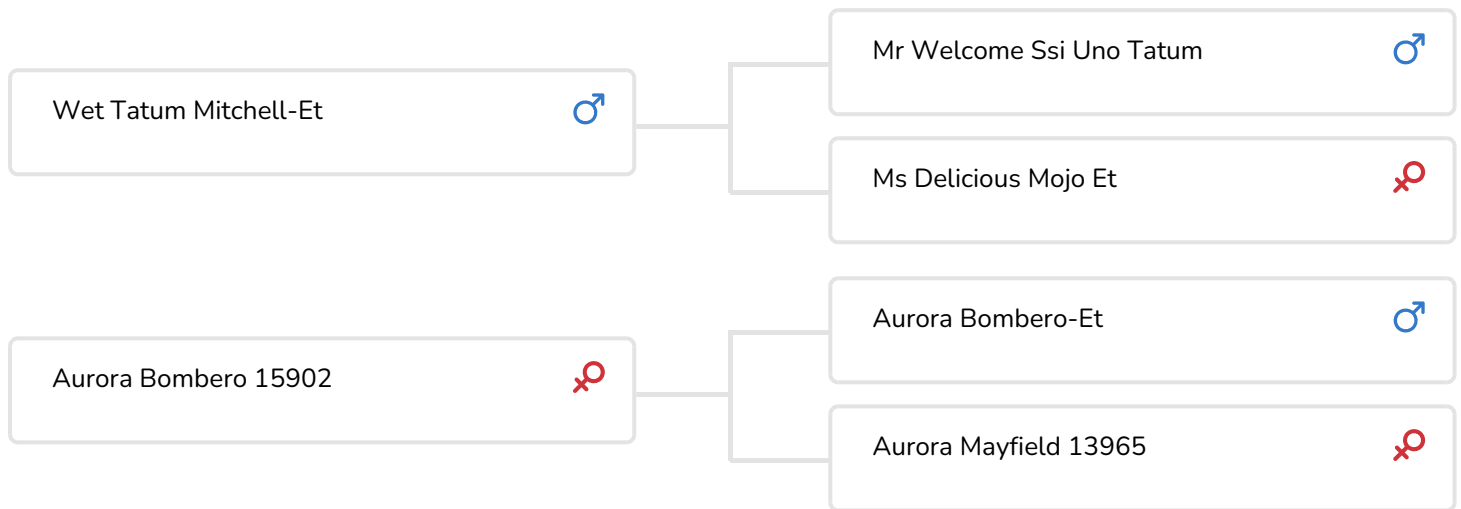 Mr Welcome Ssi Uno Tatum
Wet Tatum Mitchell-Et
Ms Delicious Mojo Et
Aurora Bombero-Et
Aurora Bombero 15902
Aurora Mayfield 13965